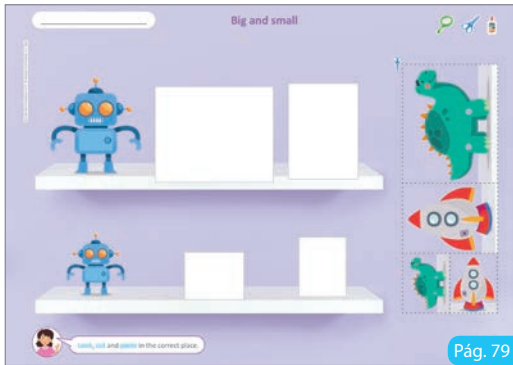 Big and small
Look, cut and paste in the correct place.
Pág. 79